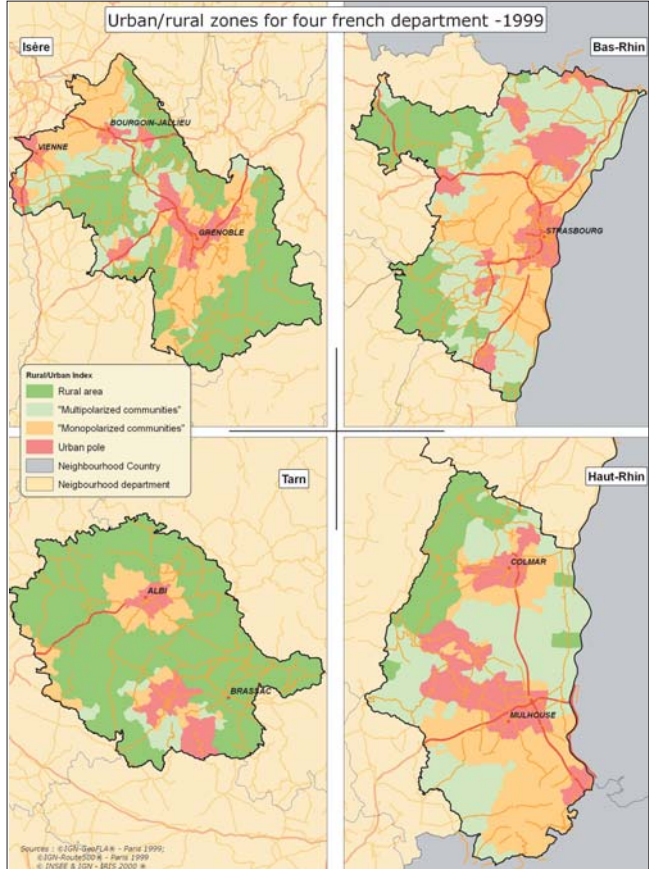 Urban/rural zones for four french department -1999
Isère
Bas-Rhin
BOURGOIN-JALLIEU
VIENNE
GRENOBLE
STRASBOURG
Rural/Urban Index
Rural area
"Multipolarized communities"
"Monopolarized communities"
Urban pole
Neighbourhood Country
Neigbourhood department
Tarn
Haut-Rhin
ALBI
BRASSAC
COLMAR
MULHOUSE
Sources : ©IGN-GeoFLA® - Paris 1999;
©IGN-Route500® - Paris 1999
© INSEE & IGN - IRIS 2000 ®